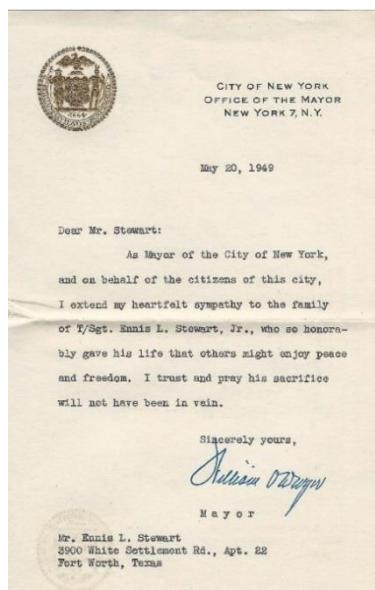 CITY OF NEW YORK
OFFICE OF THE MAYOR
NEW YORK 7, N.Y.
May 20, 1949
Dear Mr. Stewart:
As Mayor of the City of New York,
and on behalf of the citizens of this city,
I extend my heartfelt sympathy to the family
of T/Sgt. Ennis L. Stewart, Jr., who so honora-
bly gave his life that others might enjoy peace
and freedom. I trust and pray his sacrifice
will not have been in vain.
Sincerely yours,
William O'Dwyer
Mayor
Mr. Ennis L. Stewart
3900 White Settlement Rd., Apt. 22
Fort Worth, Texas